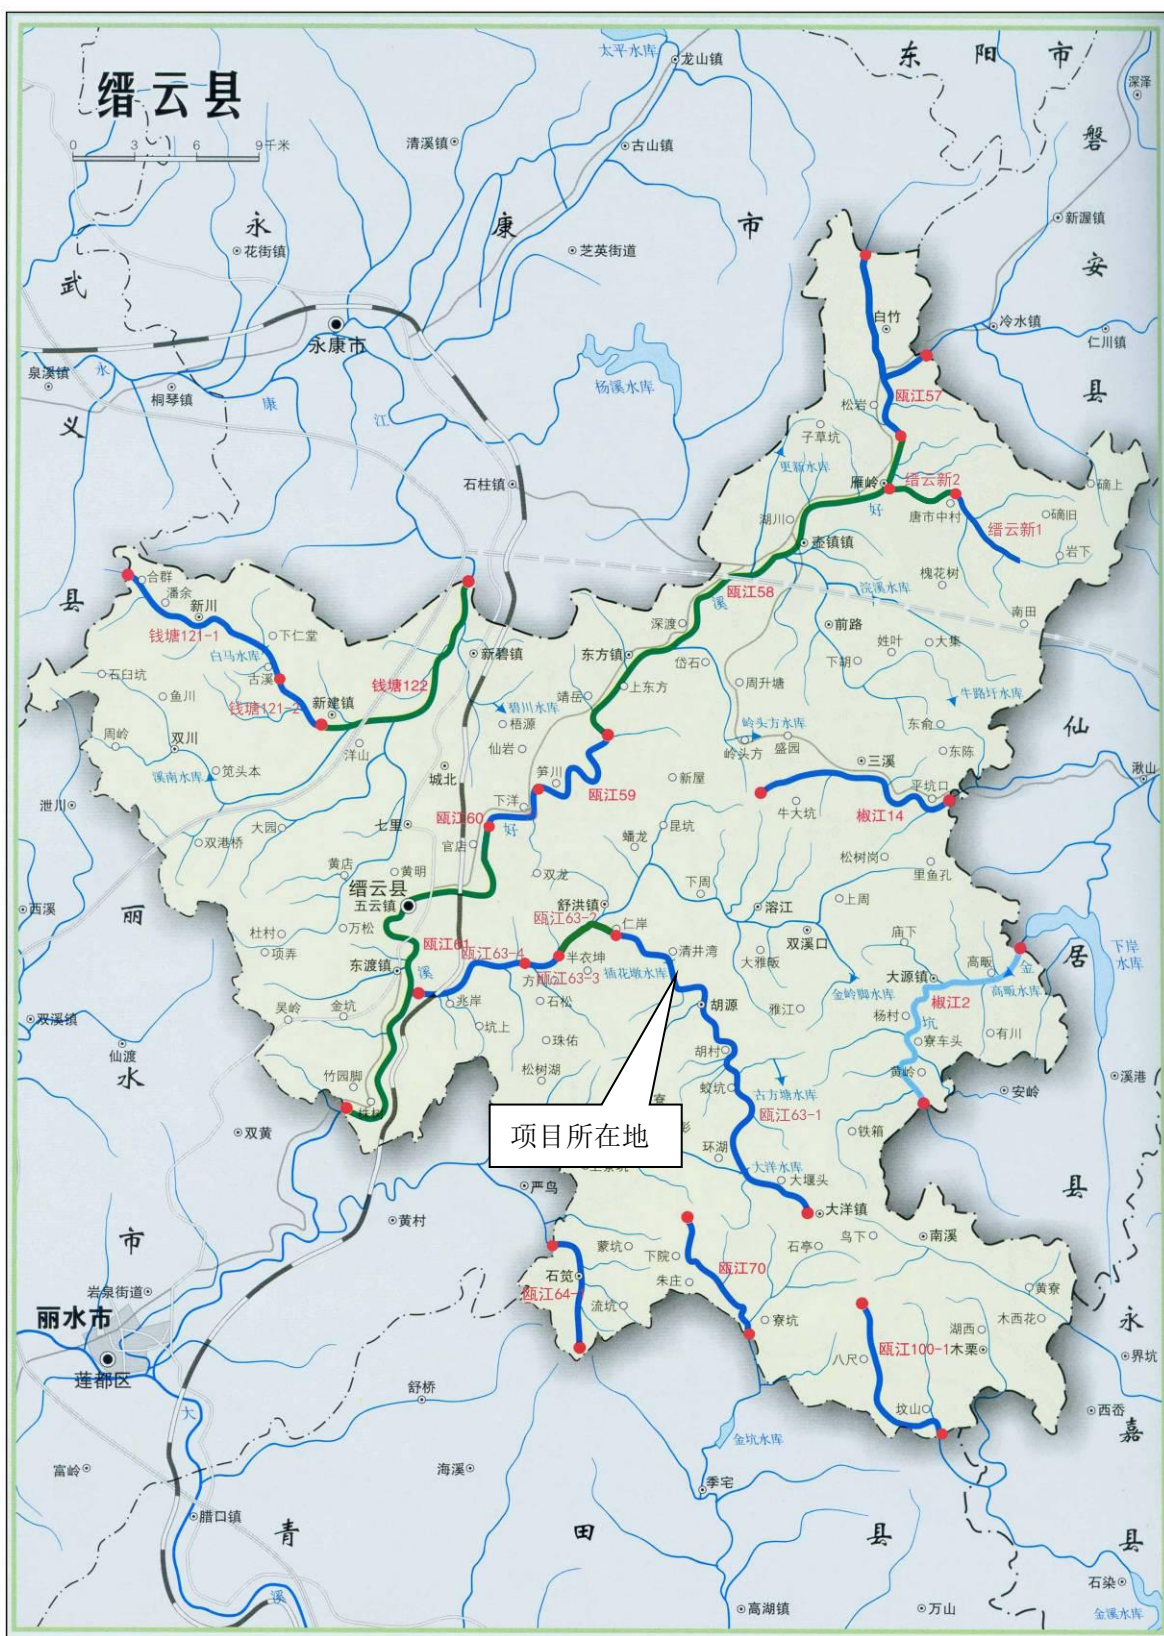 缙云县
0 3 6 9千米
太平水库
龙山镇
东阳市
深泽
清溪镇
古山镇
磐安县
新渥镇
永康市
花街镇
芝英街道
武义县
冷水镇
仁川镇
白竹
永康市
泉溪镇
桐琴镇
永康江
杨溪水库
瓯江57
松岩
子草坑
更新水库
石柱镇
雁岭
缙云新2
唐市中村
碃上
碃旧
缙云新1
岩下
湖川
好溪
壶镇镇
槐花树
浣溪水库
瓯江58
南田
合群
潘余
新川
钱塘121-1
下仁堂
白马水库
石臼坑
古溪
鱼川
钱塘121-2
新建镇
钱塘122
新碧镇
深渡
东方镇
岱石
前路
姓叶
大集
下胡
上东方
周升塘
靖岳
碧川水库
梧源
牛路圩水库
周岭
双川
洋山
仙岩
岭头方水库
东俞
岭头方
盛园
东陈
仙居县
溪南水库
笕头本
城北
笋川
新屋
三溪
平坑口
湫山
泄川
瓯江59
下洋
瓯江60
好溪
牛大坑
椒江14
大园
七里
官店
昆坑
蟠龙
双港桥
黄店
黄明
松树岗
里鱼孔
缙云县
五云镇
双龙
下周
上周
西溪
舒洪镇
溶江
丽水市
杜村
万松
瓯江63-2
仁岸
双溪口
庙下
下岸水库
项弄
瓯江61
瓯江63-4
清井湾
大雅畈
东渡镇
半衣坤
瓯江63-3
插花墩水库
大源镇
高畈
金坑
金岭脚水库
高畈水库
椒江2
吴岭
金坑
兆岸
石松
胡源
雅江
杨村
双溪镇
坑上
珠佑
胡村
寮车头
有川
仙渡
松树湖
竹园脚
蛟坑
古方塘水库
黄岭
安岭
溪港
瓯江63-1
双黄
项目所在地
环湖
铁箱
大洋水库
大堰头
严鸟
大洋镇
黄村
蒙坑
下院
石亭
鸟下
南溪
石笕
朱庄
瓯江70
黄寮
瓯江64-1
岩泉街道
流坑
寮坑
木西花
湖西
丽水市
瓯江100-1
木栗
永嘉县
莲都区
八尺
界坑
舒桥
坟山
西岙
大溪
金坑水库
富岭
海溪
季宅
腊口镇
青田县
石染
高湖镇
万山
金溪水库